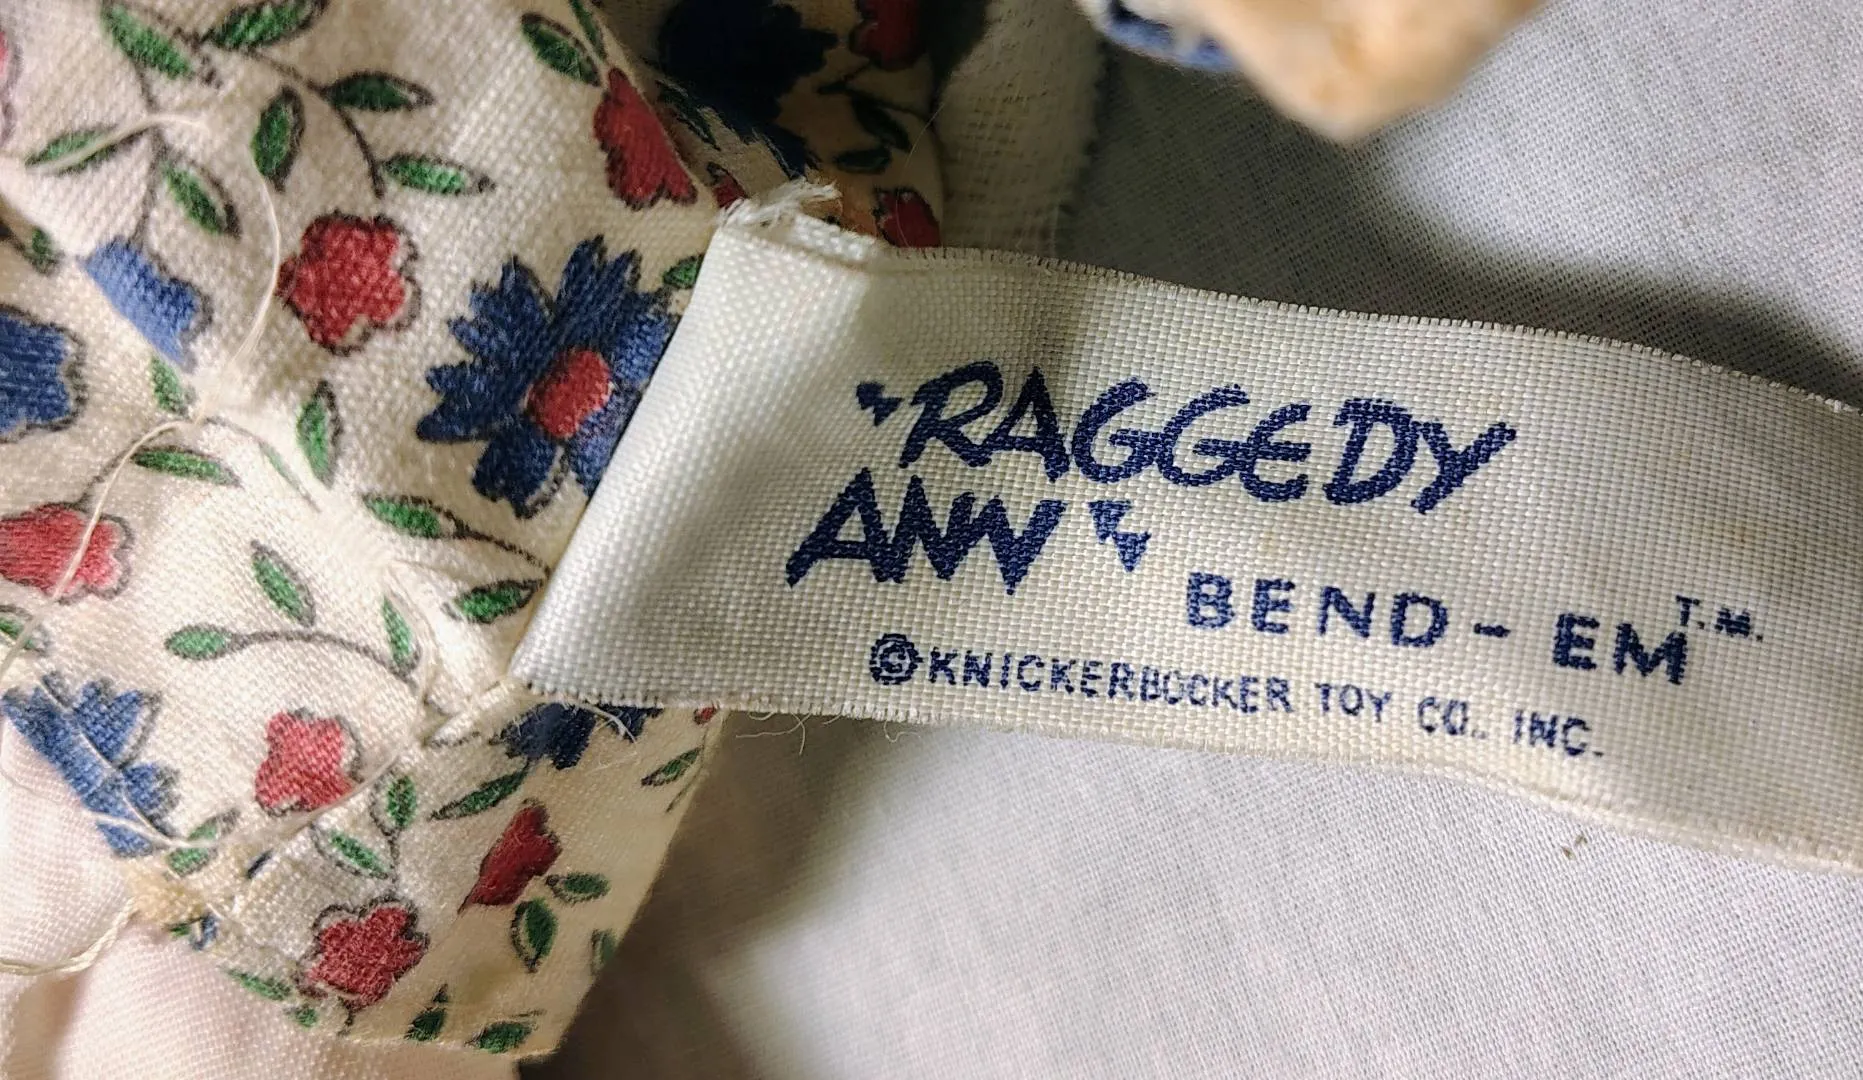 "RAGGEDY
ANN"
BEND-EM T.M.
©KNICKERBOCKER TOY CO., INC.